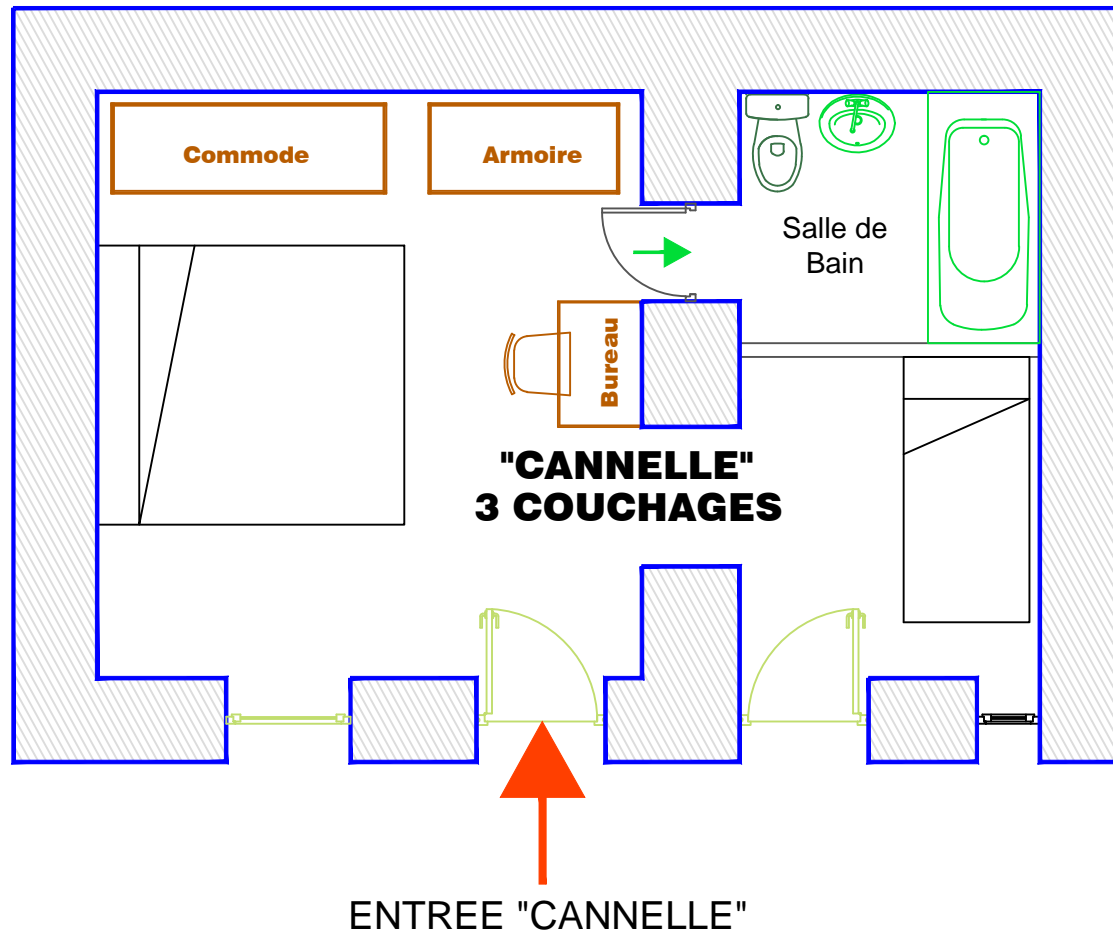 Commode
Armoire
Salle de
Bain
Bureau
"CANNELLE"
3 COUCHAGES
ENTREE "CANNELLE"